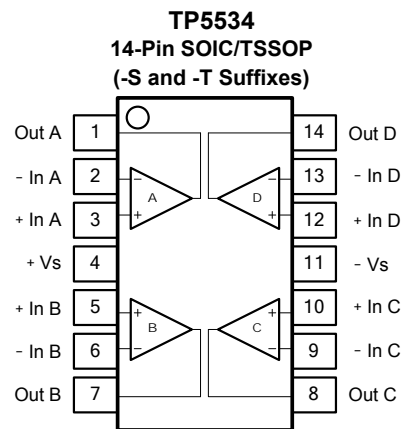 TP5534
14-Pin SOIC/TSSOP
(-S and -T Suffixes)
Out A 1 14 Out D
- In A 2 - - 13 - In D
A D
+ In A 3 + + 12 + In D
+ Vs 4 11 - Vs
+ In B 5 + + 10 + In C
B C
- In B 6 - - 9 - In C
Out B 7 8 Out C